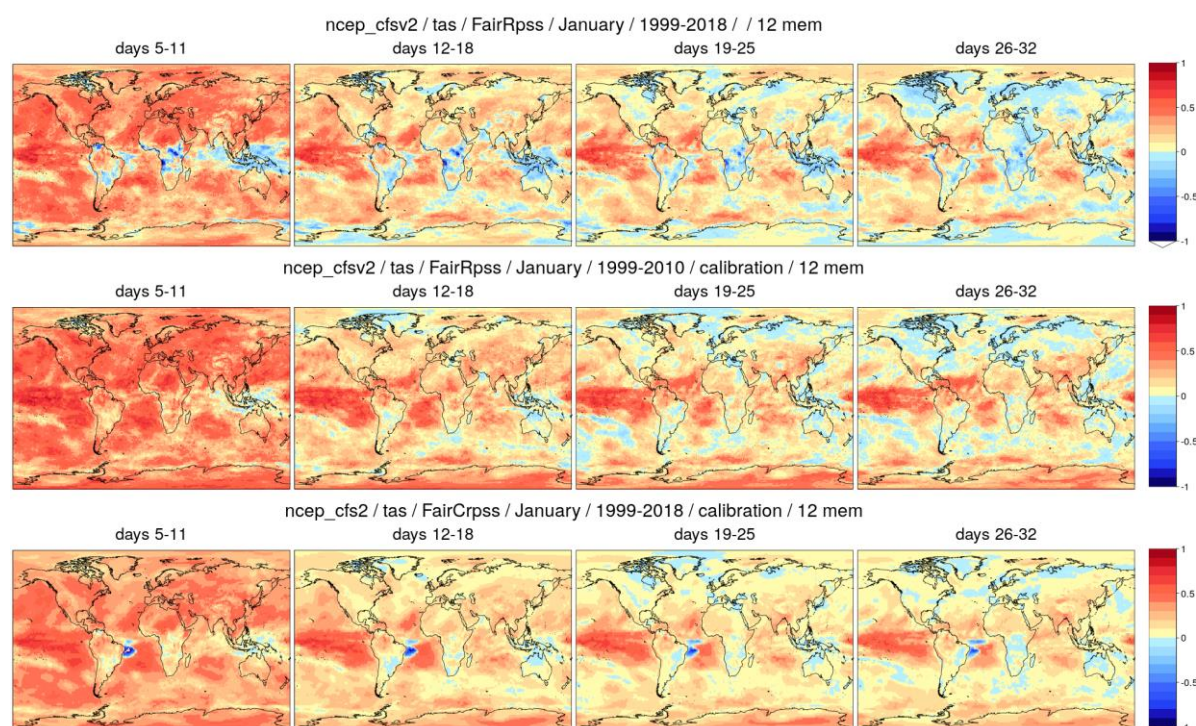 ncep_cfsv2 / tas / FairRpss / January / 1999-2018 / / 12 mem
days 5-11 days 12-18 days 19-25 days 26-32
1
0.5
0
-0.5
-1
ncep_cfsv2 / tas / FairRpss / January / 1999-2010 / calibration / 12 mem
days 5-11 days 12-18 days 19-25 days 26-32
1
0.5
0
-0.5
-1
ncep_cfs2 / tas / FairCrpss / January / 1999-2018 / calibration / 12 mem
days 5-11 days 12-18 days 19-25 days 26-32
1
0.5
0
-0.5
-1